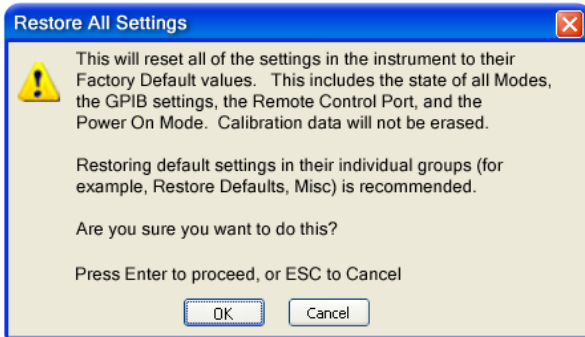 Restore All Settings
This will reset all of the settings in the instrument to their
Factory Default values.   This includes the state of all Modes,
the GPIB settings, the Remote Control Port, and the
Power On Mode.  Calibration data will not be erased.
Restoring default settings in their individual groups (for
example, Restore Defaults, Misc) is recommended.
Are you sure you want to do this?
Press Enter to proceed, or ESC to Cancel
OK
Cancel